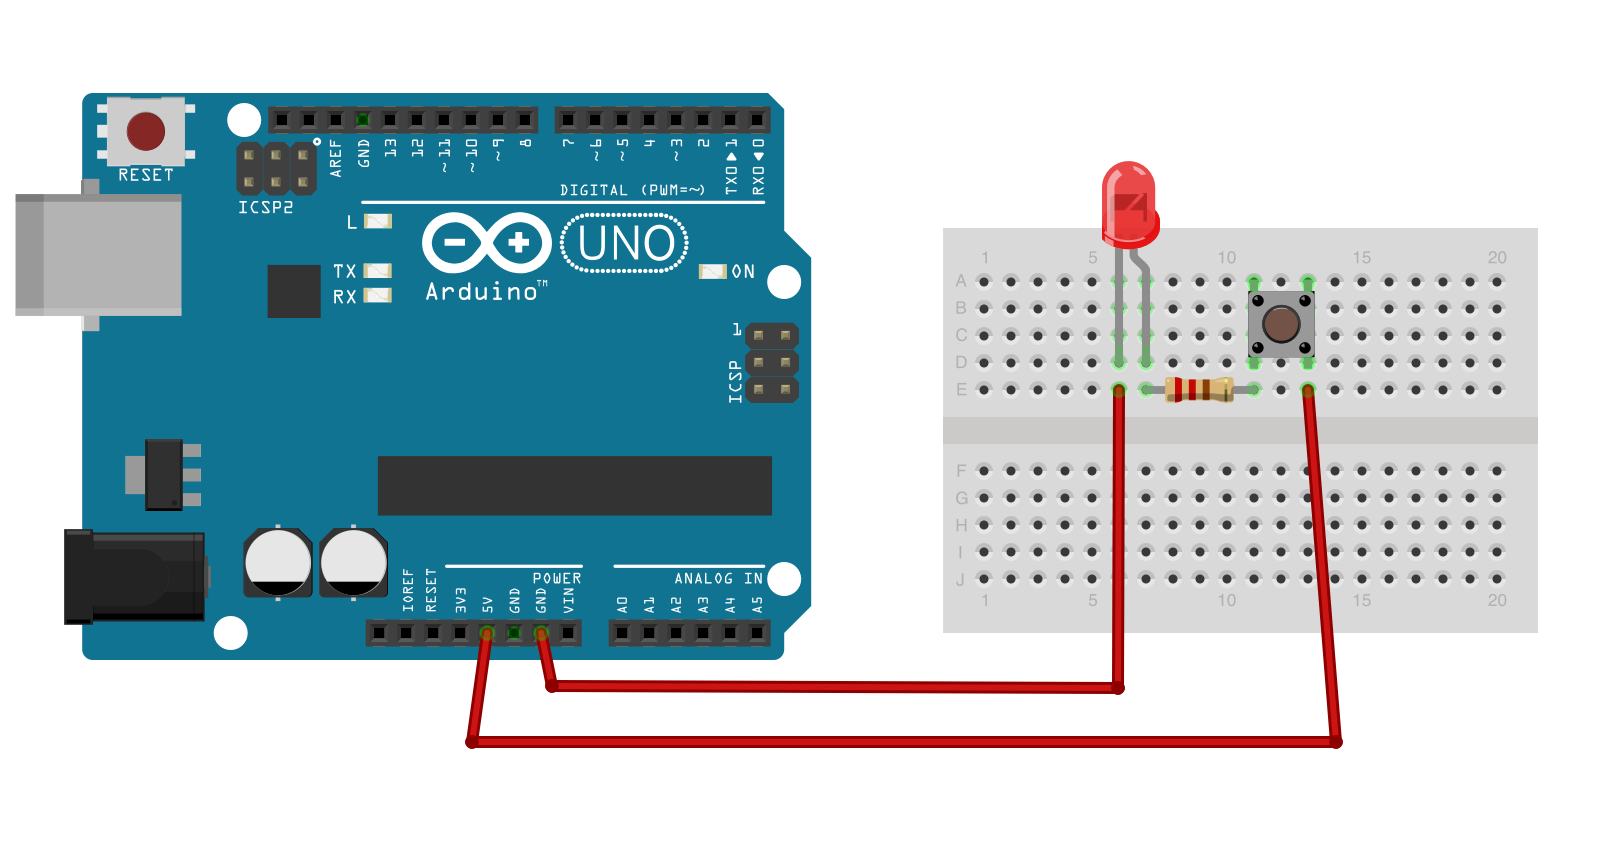 RESET
ICSP2
AREF
GND
13
12
~11
~10
~9
8
7
~6
~5
4
~3
2
TX0▶1
RX0◀0
DIGITAL (PWM=~)
L
TX
RX
UNO
ON
Arduino™
1
ICSP
IOREF
RESET
3V3
5V
GND
GND
VIN
POWER
ANALOG IN
A0
A1
A2
A3
A4
A5
1 5 10 15 20
A
B
C
D
E
F
G
H
I
J
1 5 10 15 20